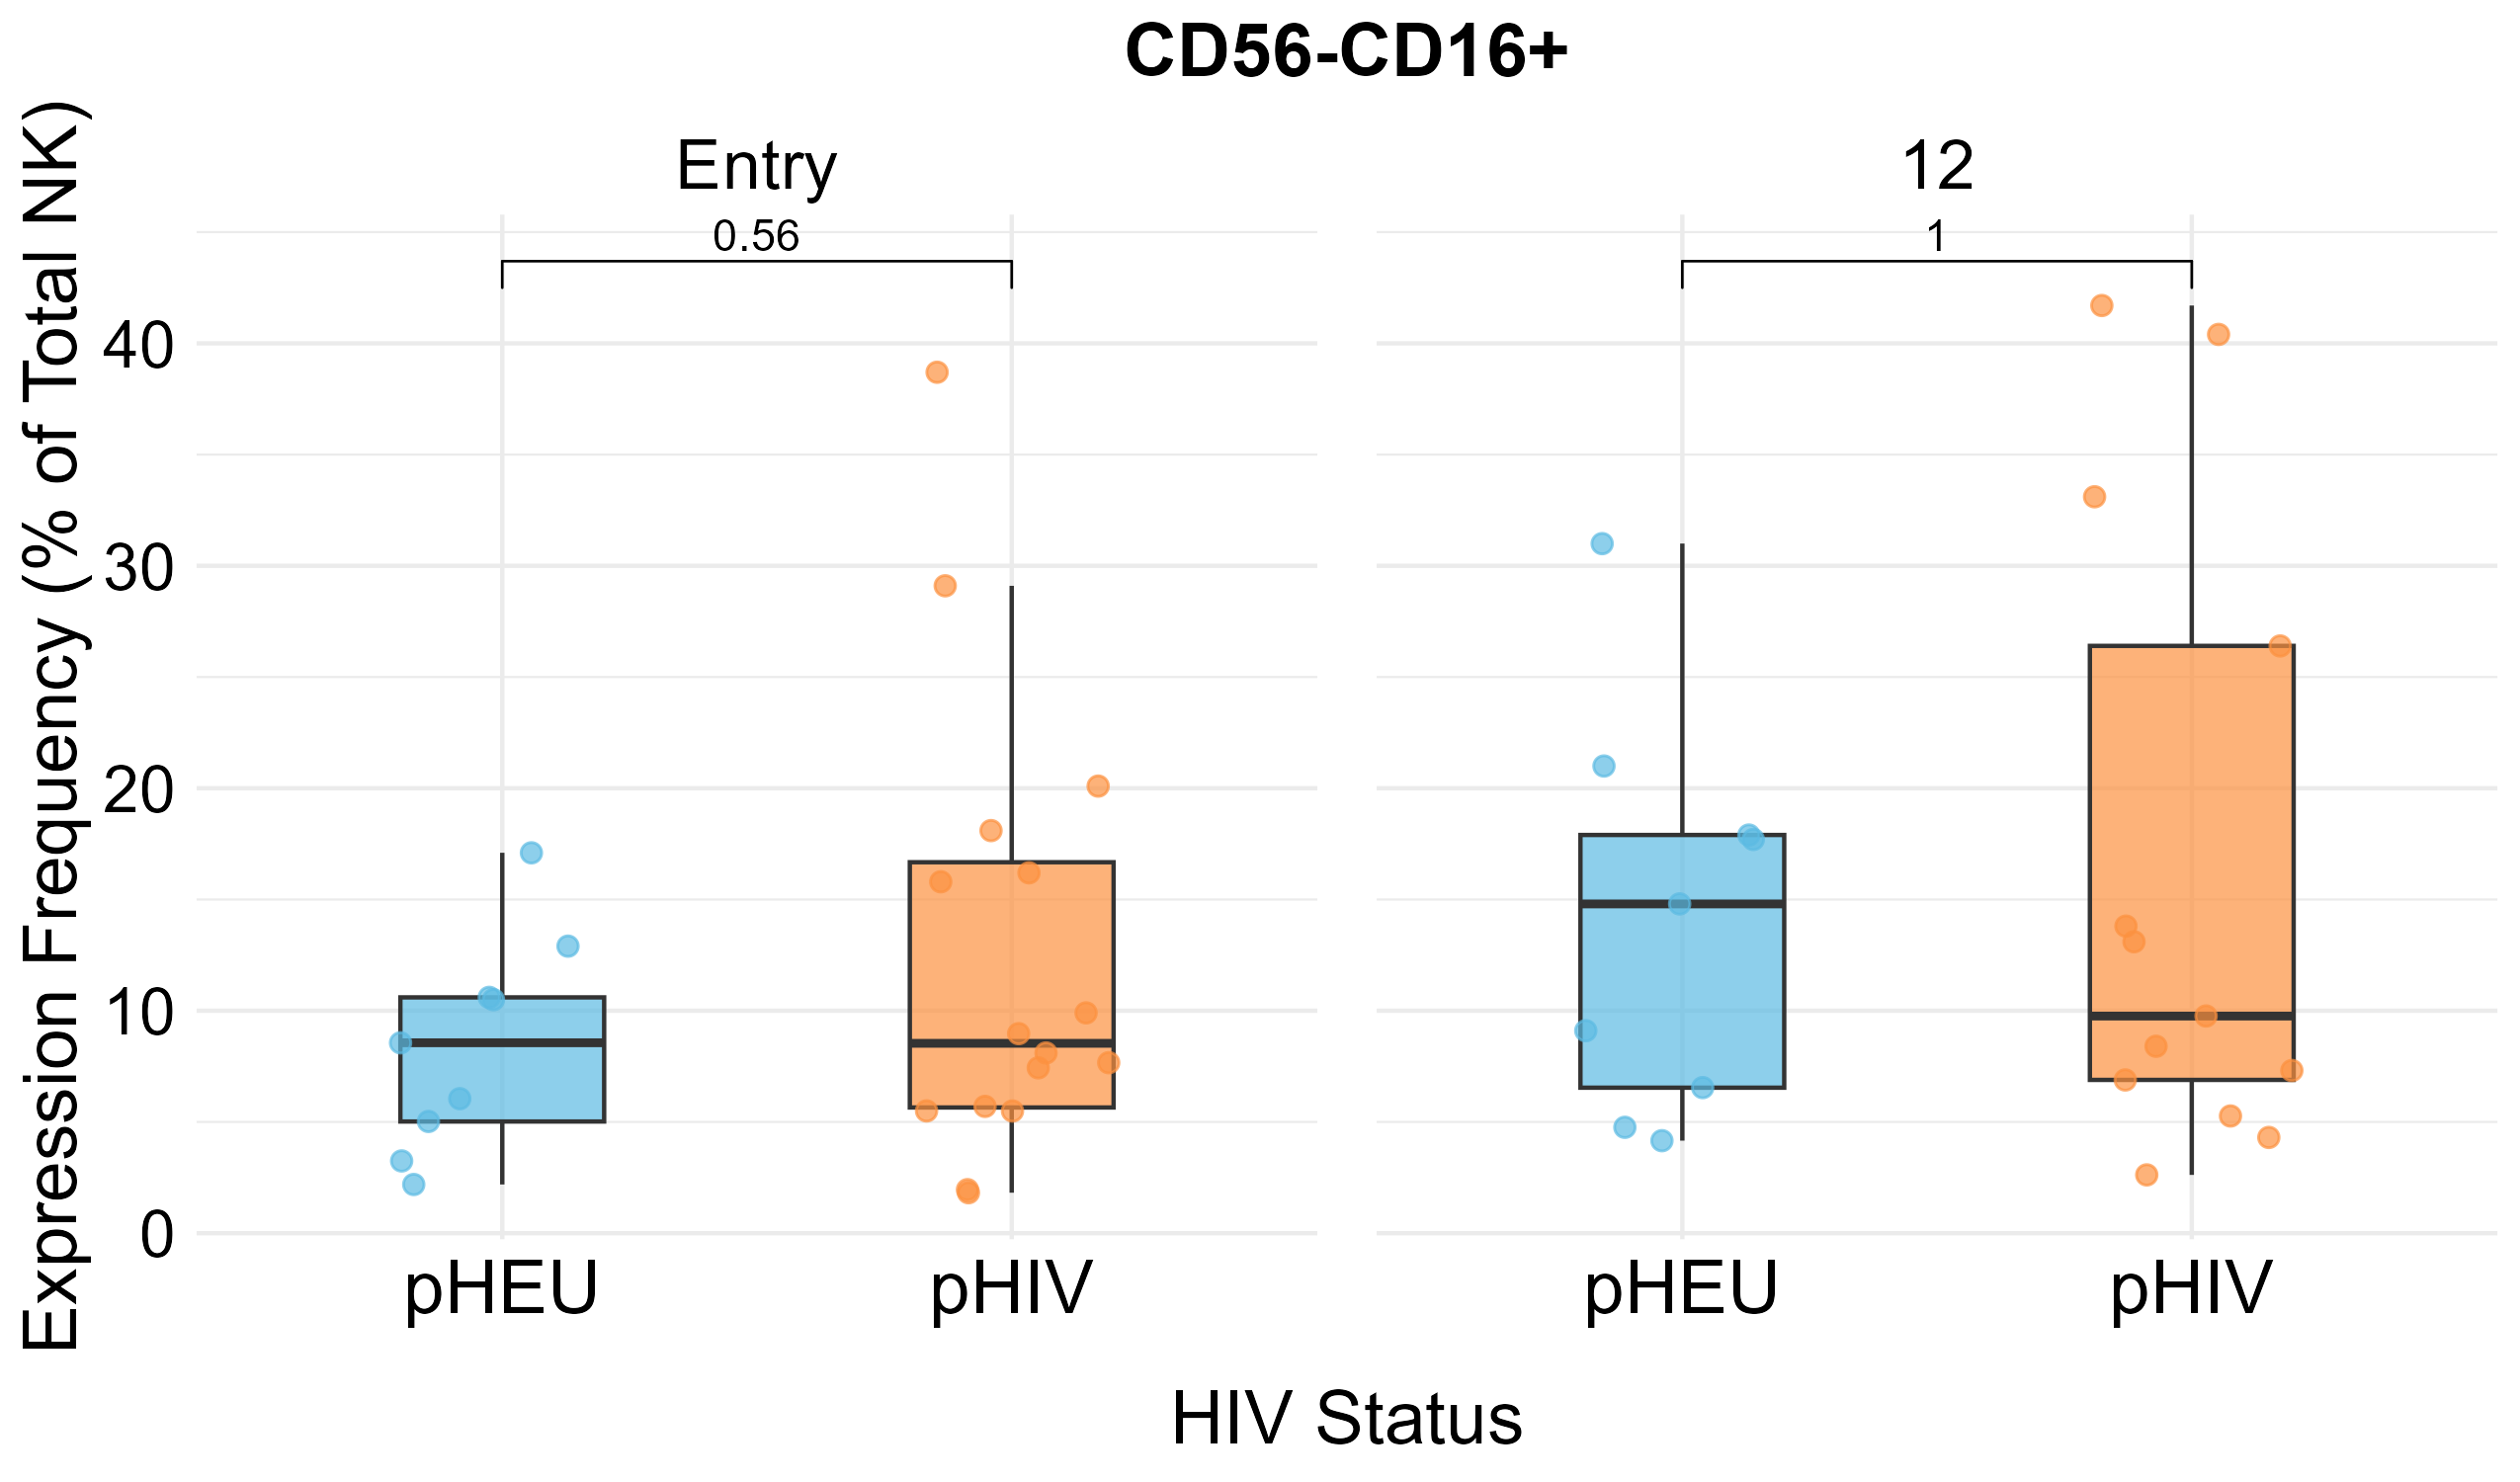 CD56-CD16+
Entry
12
0.56
1
Expression Frequency (% of Total NK)
40
30
20
10
0
pHEU
pHIV
pHEU
pHIV
HIV Status